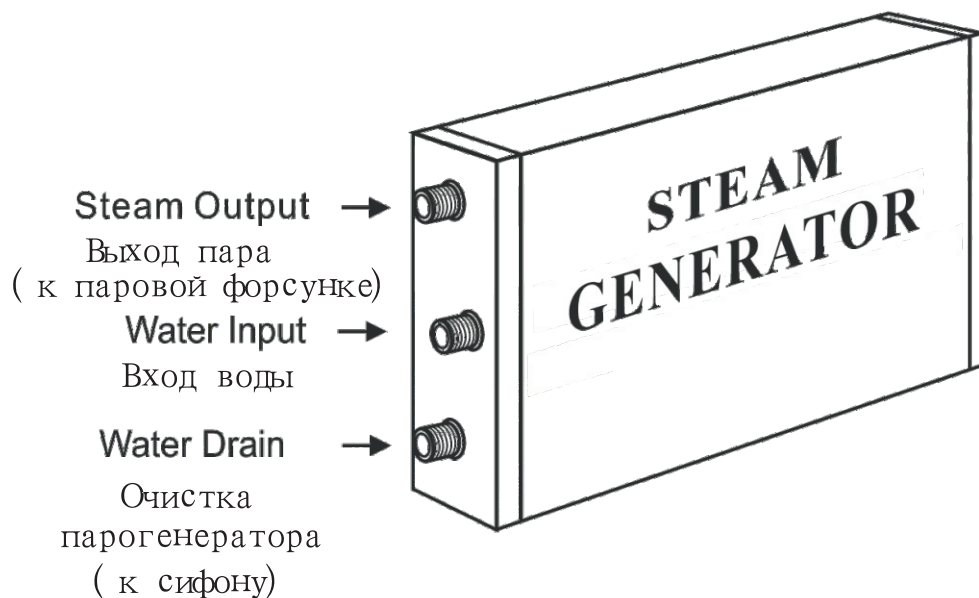 Steam Output
Выход пара
( к паровой форсунке)
Water Input
Вход воды
Water Drain
Очистка
парогенератора
( к сифону)
STEAM
GENERATOR